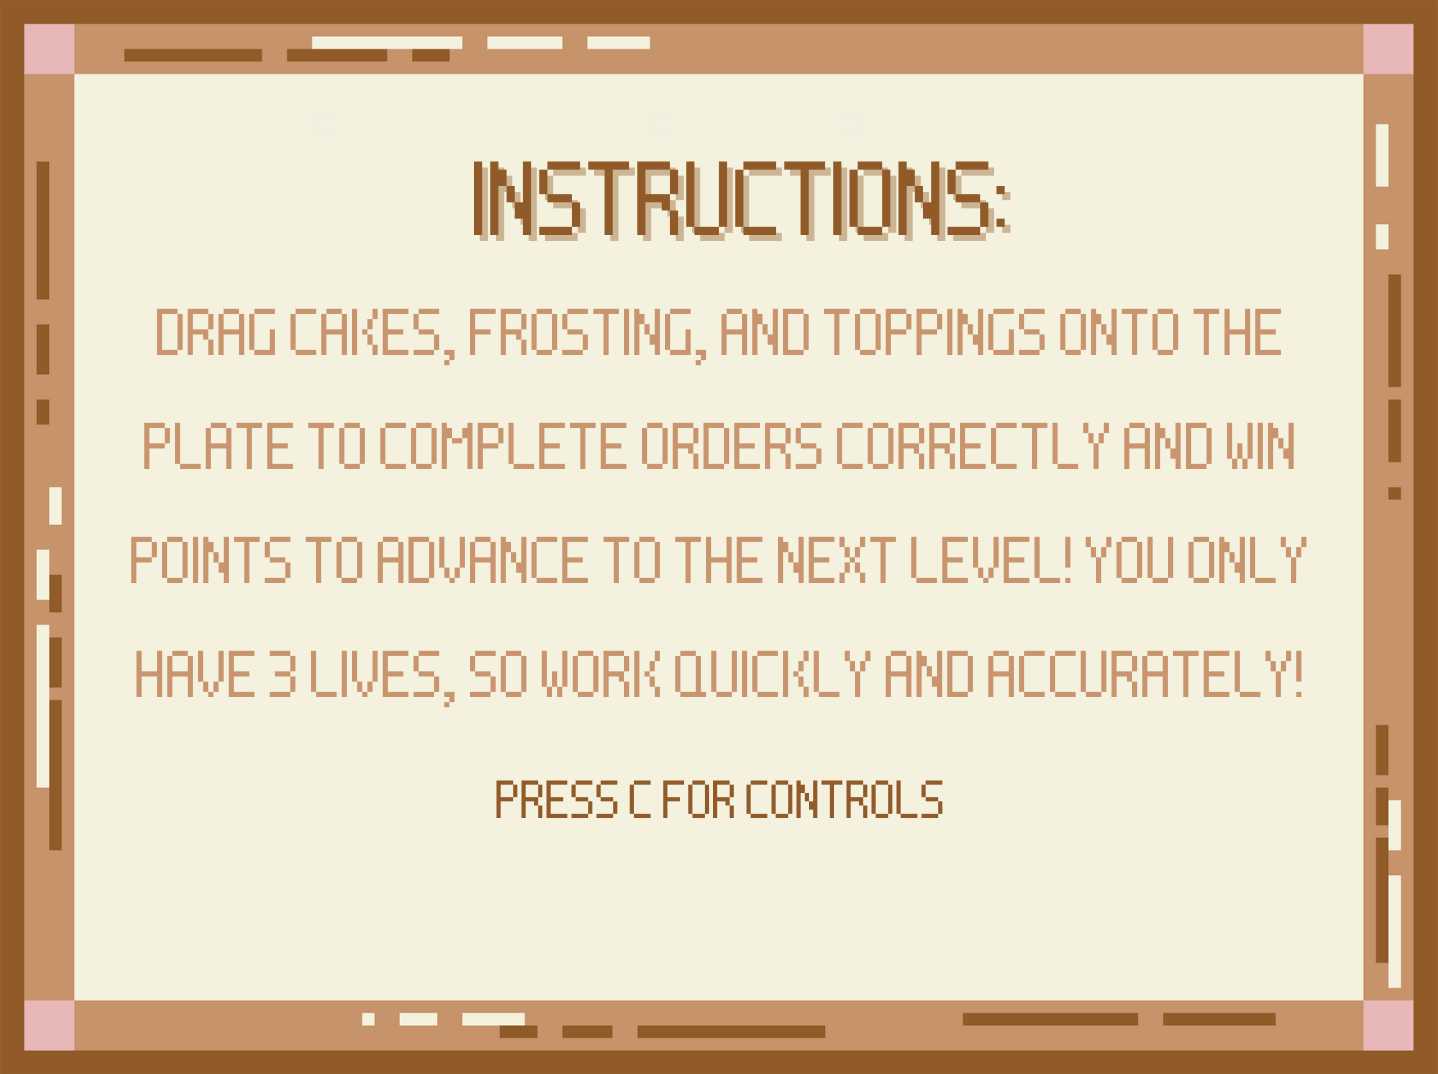 INSTRUCTIONS:
DRAG CAKES, FROSTING, AND TOPPINGS ONTO THE
PLATE TO COMPLETE ORDERS CORRECTLY AND WIN
POINTS TO ADVANCE TO THE NEXT LEVEL! YOU ONLY
HAVE 3 LIVES, SO WORK QUICKLY AND ACCURATELY!
PRESS C FOR CONTROLS